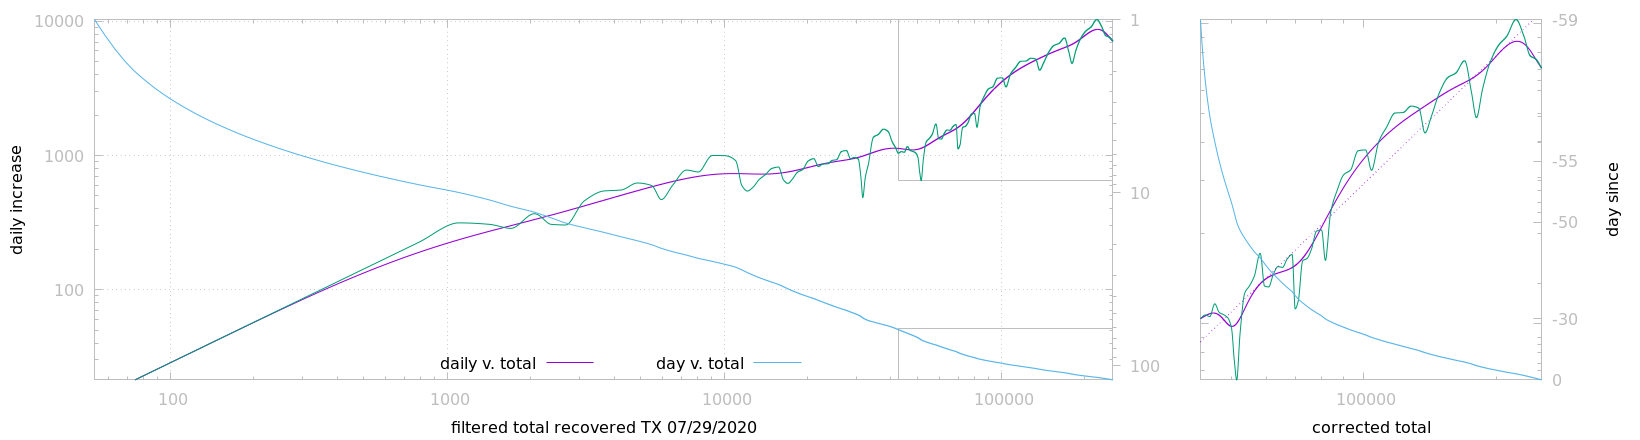 10000
1000
100
daily increase
100
1000
10000
100000
filtered total recovered TX 07/29/2020
daily v. total
day v. total
1
10
100
100000
corrected total
-59
-55
-50
-30
0
day since